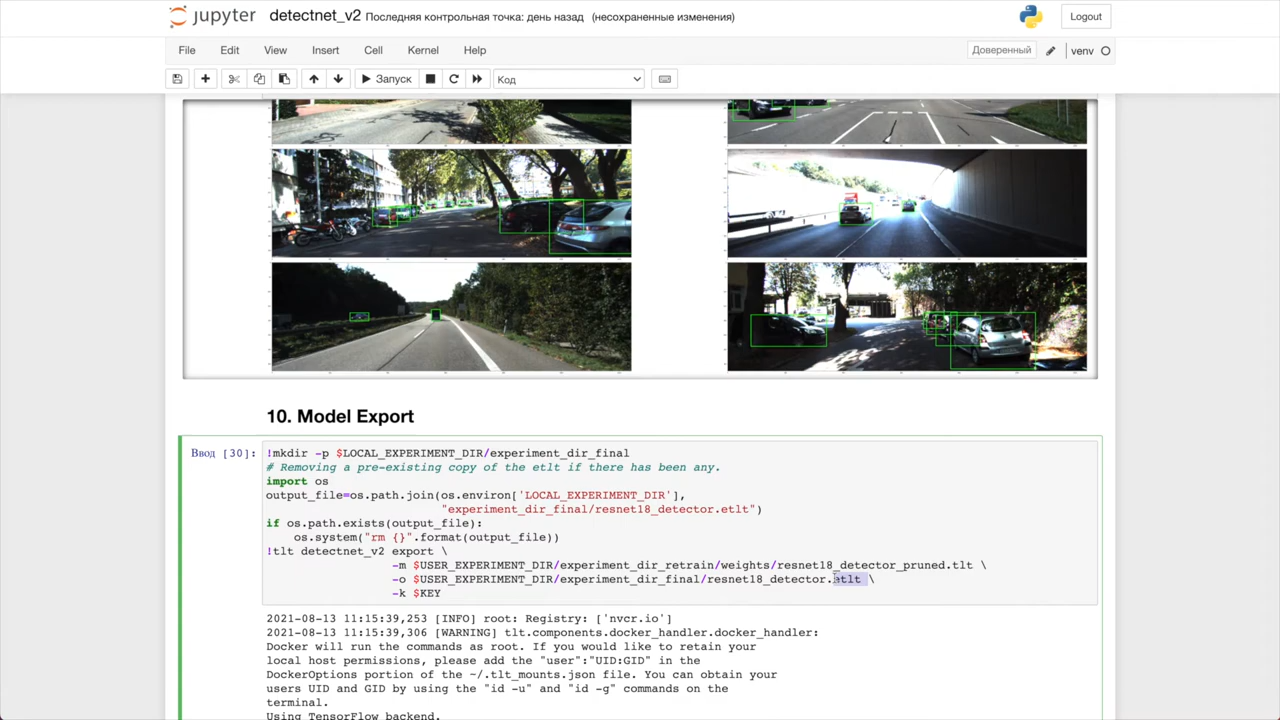 jupyter detectnet_v2 Последняя контрольная точка: день назад (несохраненные изменения) Logout
File Edit View Insert Cell Kernel Help Доверенный venv
Запуск Код
10. Model Export
Ввод [30]: !mkdir -p $LOCAL_EXPERIMENT_DIR/experiment_dir_final
# Removing a pre-existing copy of the etlt if there has been any.
import os
output_file=os.path.join(os.environ['LOCAL_EXPERIMENT_DIR'],
"experiment_dir_final/resnet18_detector.etlt")
if os.path.exists(output_file):
os.system("rm {}".format(output_file))
!tlt detectnet_v2 export \
-m $USER_EXPERIMENT_DIR/experiment_dir_retrain/weights/resnet18_detector_pruned.tlt \
-o $USER_EXPERIMENT_DIR/experiment_dir_final/resnet18_detector.etlt \
-k $KEY
2021-08-13 11:15:39,253 [INFO] root: Registry: ['nvcr.io']
2021-08-13 11:15:39,306 [WARNING] tlt.components.docker_handler.docker_handler:
Docker will run the commands as root. If you would like to retain your
local host permissions, please add the "user":"UID:GID" in the
DockerOptions portion of the ~/.tlt_mounts.json file. You can obtain your
users UID and GID by using the "id -u" and "id -g" commands on the
terminal.
Using TensorFlow backend.